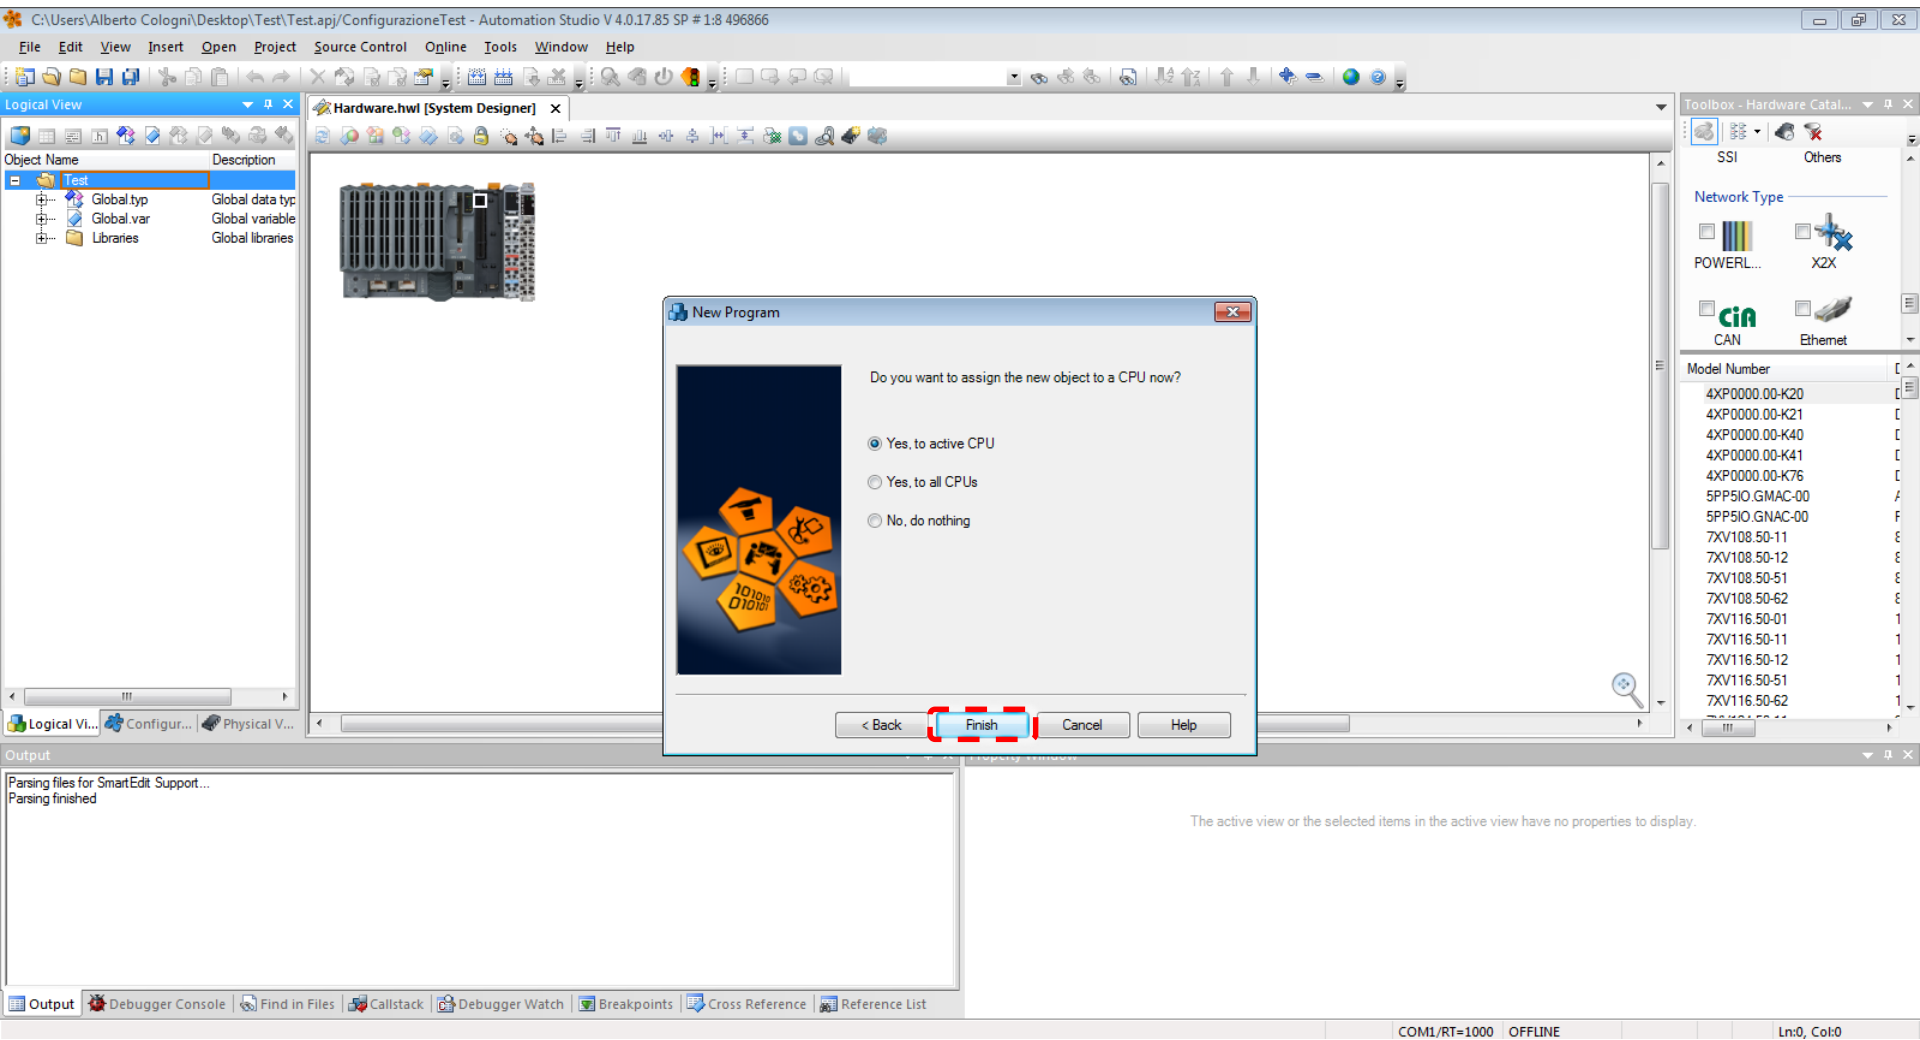 C:\Users\Alberto Cologni\Desktop\Test\Test.apj/ConfigurazioneTest - Automation Studio V 4.0.17.85 SP # 1:8 496866
File Edit View Insert Open Project Source Control Online Tools Window Help
Logical View
Hardware.hwl [System Designer]
Toolbox - Hardware Catal...
Object Name Description
Test
Global.typ Global data typ
Global.var Global variable
Libraries Global libraries
SSI Others
Network Type
POWERL... X2X
CiA
CAN Ethernet
Model Number
4XP0000.00-K20
4XP0000.00-K21
4XP0000.00-K40
4XP0000.00-K41
4XP0000.00-K76
5PP5IO.GMAC-00
5PP5IO.GNAC-00
7XV108.50-11
7XV108.50-12
7XV108.50-51
7XV108.50-62
7XV116.50-01
7XV116.50-11
7XV116.50-12
7XV116.50-51
7XV116.50-62
New Program
Do you want to assign the new object to a CPU now?
Yes, to active CPU
Yes, to all CPUs
No, do nothing
< Back Finish Cancel Help
Logical Vi... Configur... Physical V...
Output
Parsing files for SmartEdit Support...
Parsing finished
Property Window
The active view or the selected items in the active view have no properties to display.
Output Debugger Console Find in Files Callstack Debugger Watch Breakpoints Cross Reference Reference List
COM1/RT=1000 OFFLINE Ln:0, Col:0